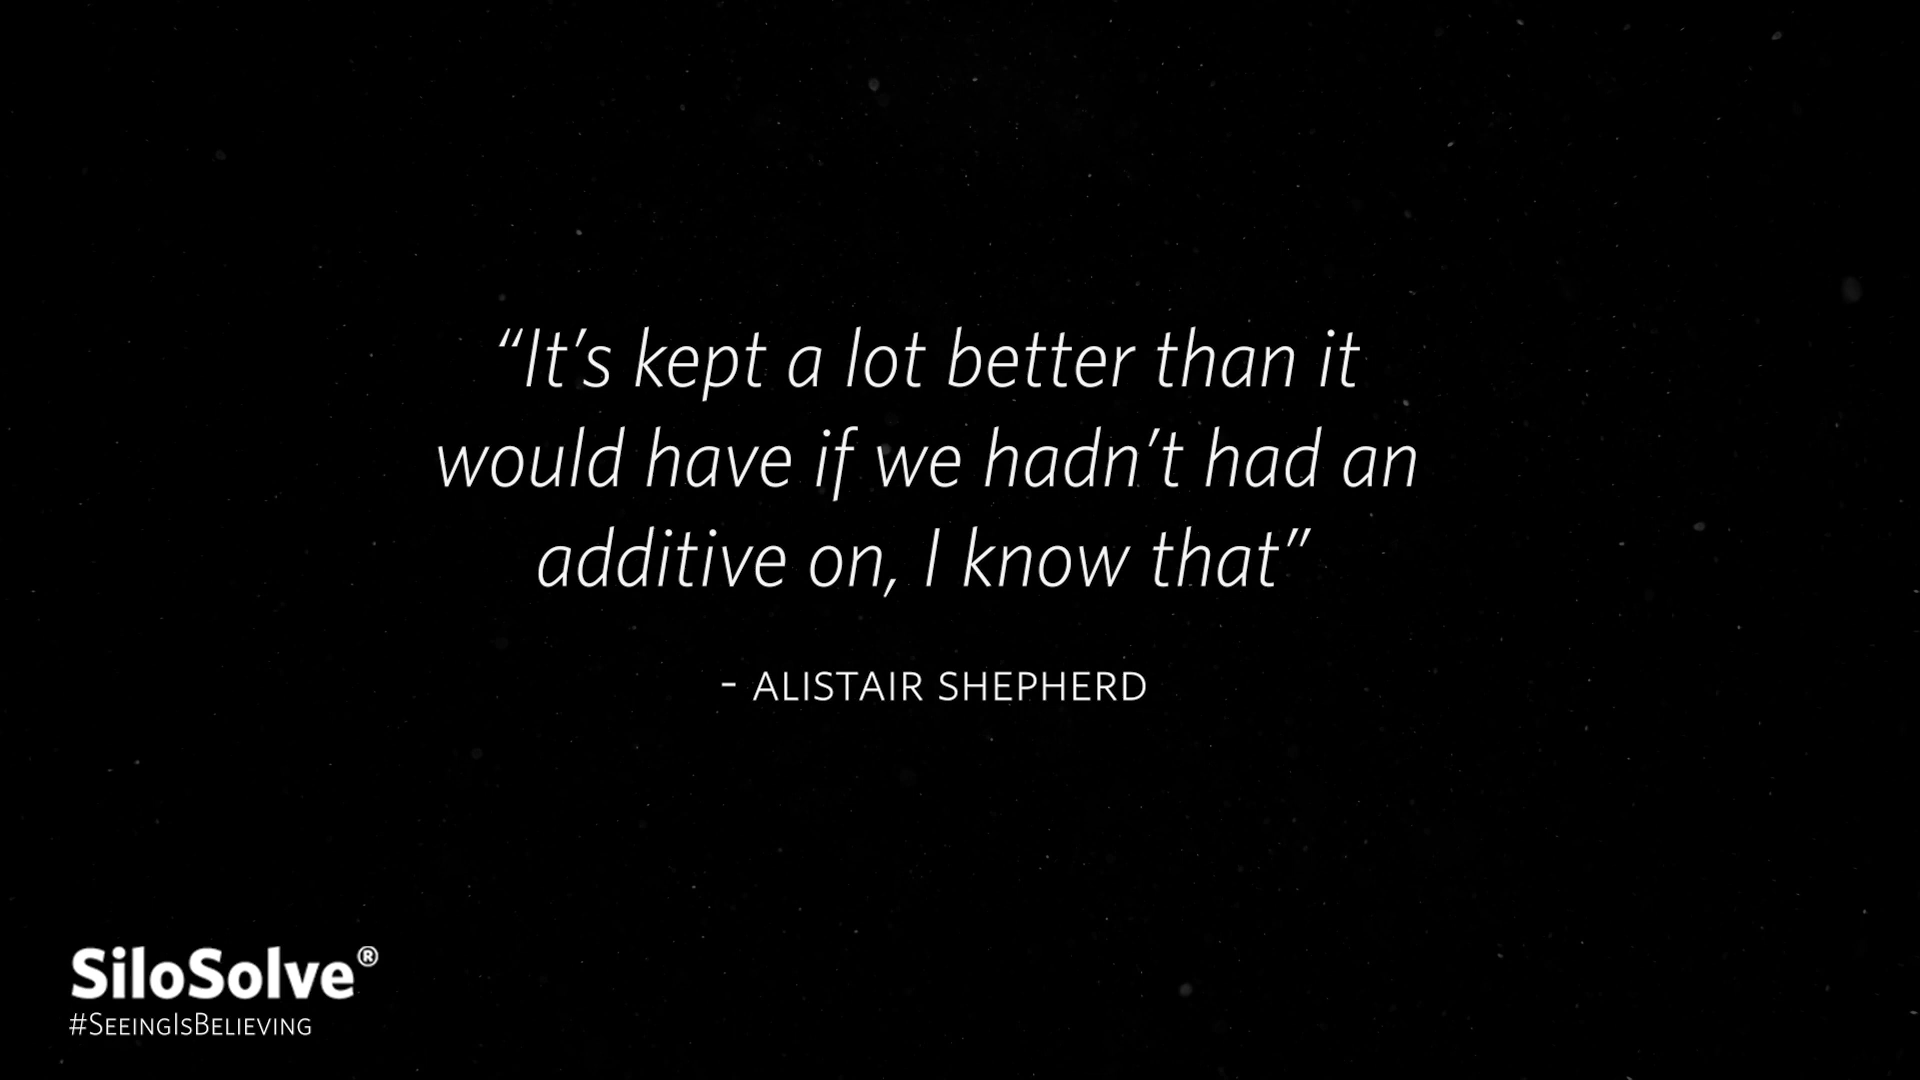 “It’s kept a lot better than it
would have if we hadn’t had an
additive on, I know that”
- ALISTAIR SHEPHERD
SiloSolve®
#SEEINGISBELIEVING